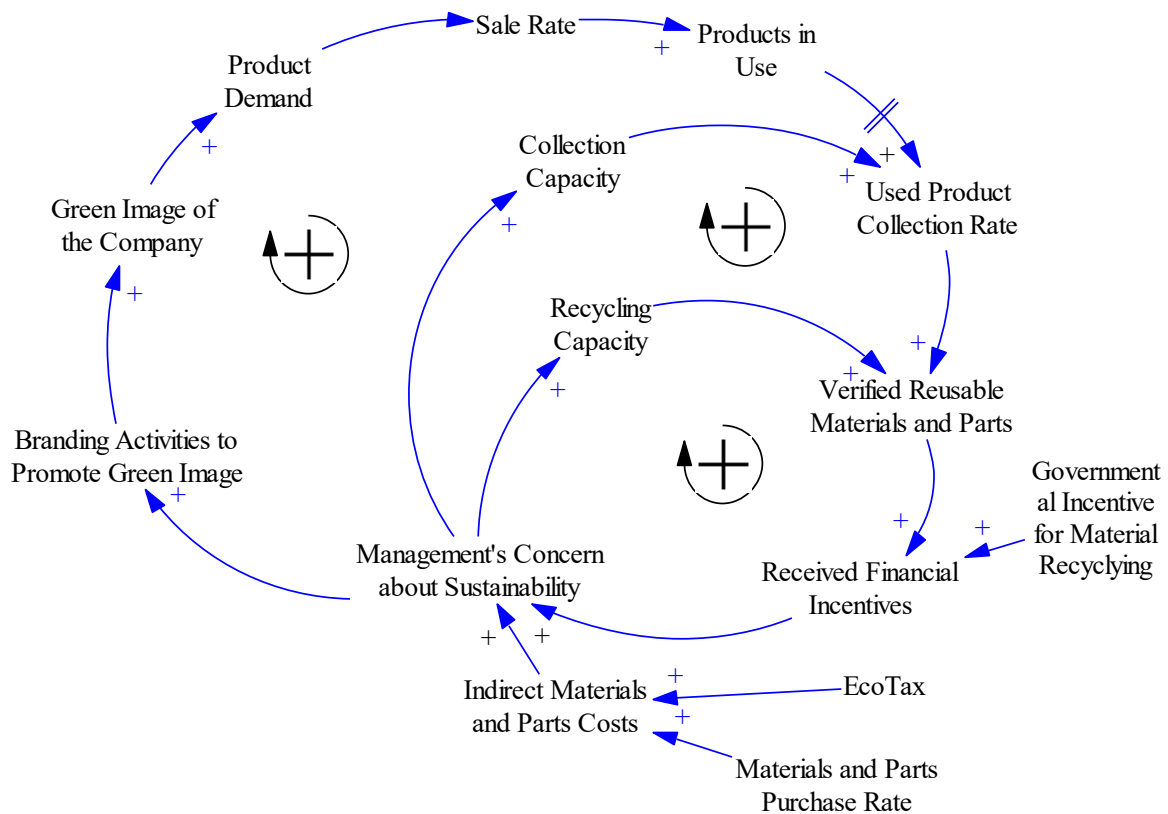 Sale Rate
+
Products in
Use
Product
Demand
+
Collection
Capacity
+
+
+
Used Product
Collection Rate
Green Image of
the Company
+
+
+
+
Recycling
Capacity
+
+
+
Verified Reusable
Materials and Parts
Branding Activities to
Promote Green Image
+
+
Government
al Incentive
for Material
Recyclying
+
+
Management's Concern
about Sustainability
Received Financial
Incentives
+
+
Indirect Materials
and Parts Costs
+
+
EcoTax
Materials and Parts
Purchase Rate